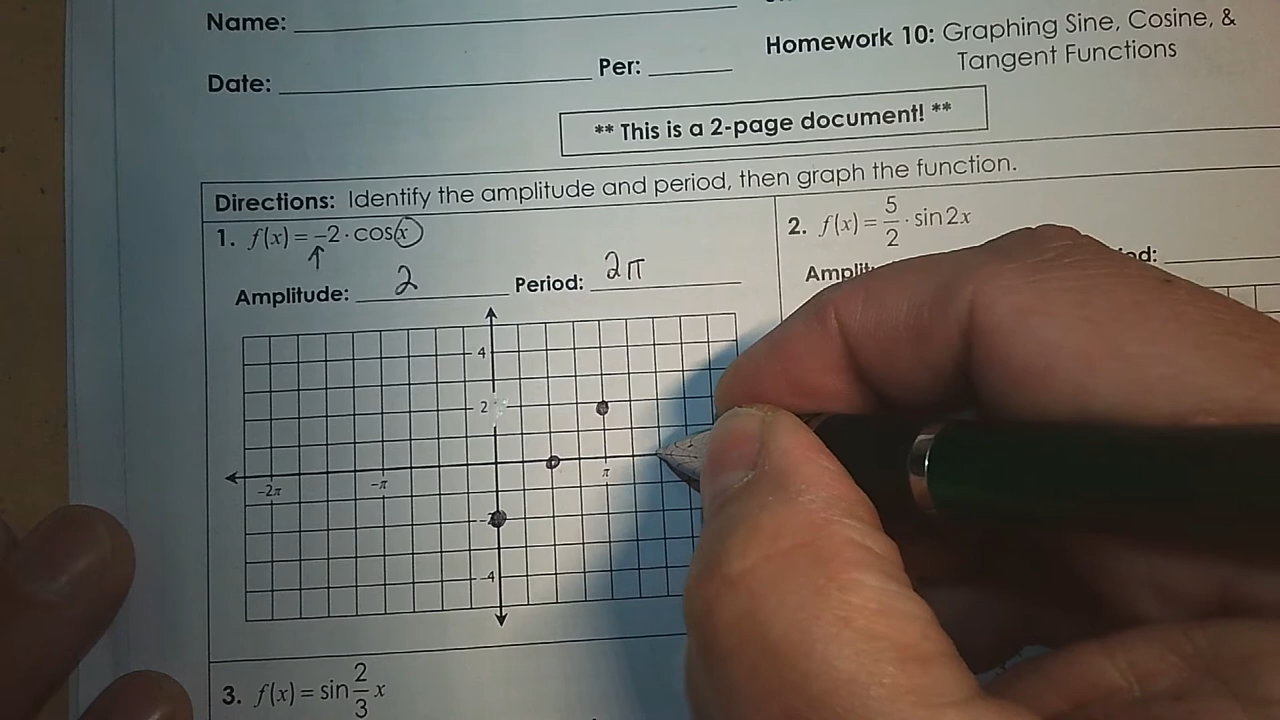 Name:
Homework 10: Graphing Sine, Cosine, &
Tangent Functions
Date:
Per:
** This is a 2-page document! **
Directions: Identify the amplitude and period, then graph the function.
1. f(x) = -2 · cos x
Amplitude: 2
Period: 2π
4
2
-2π
-π
π
-4
2. f(x) = 5/2 · sin 2x
3. f(x) = sin 2/3 x